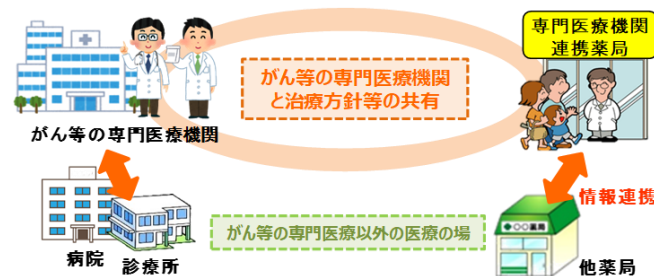 専門医療機関
連携薬局
がん等の専門医療機関
と治療方針等の共有
がん等の専門医療機関
情報連携
病院
診療所
がん等の専門医療以外の医療の場
○○薬局
他薬局